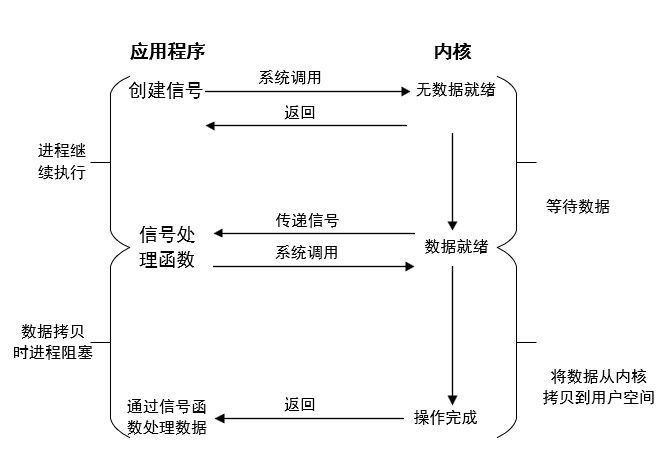 应用程序
内核
创建信号
系统调用
无数据就绪
返回
进程继
续执行
等待数据
传递信号
信号处
理函数
系统调用
数据就绪
数据拷贝
时进程阻塞
将数据从内核
拷贝到用户空间
通过信号函
数处理数据
返回
操作完成